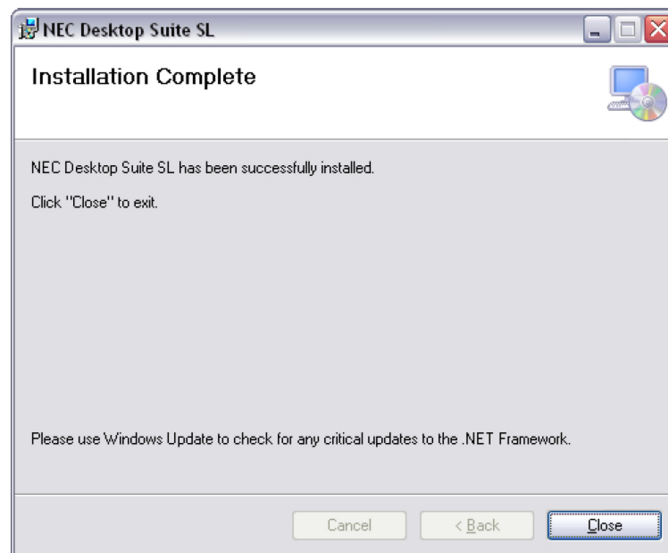 NEC Desktop Suite SL
Installation Complete
NEC Desktop Suite SL has been successfully installed.
Click "Close" to exit.
Please use Windows Update to check for any critical updates to the .NET Framework.
Cancel < Back Close